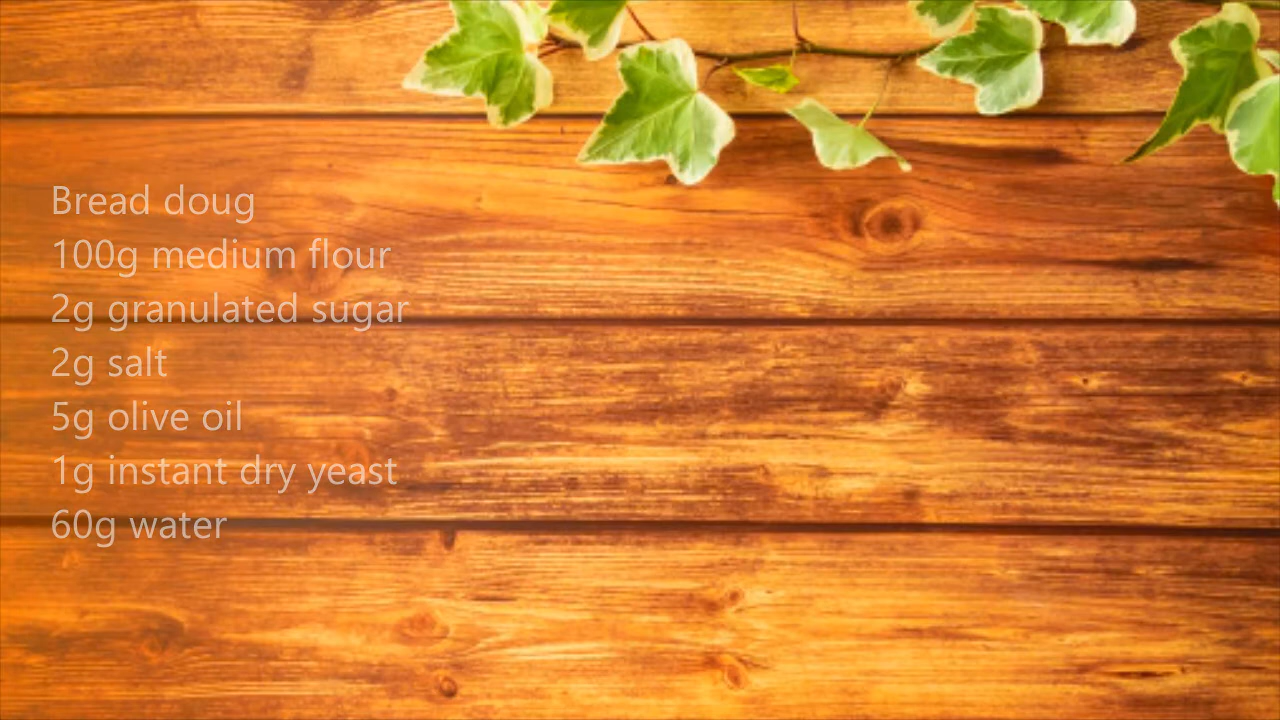 Bread doug
100g medium flour
2g granulated sugar
2g salt
5g olive oil
1g instant dry yeast
60g water